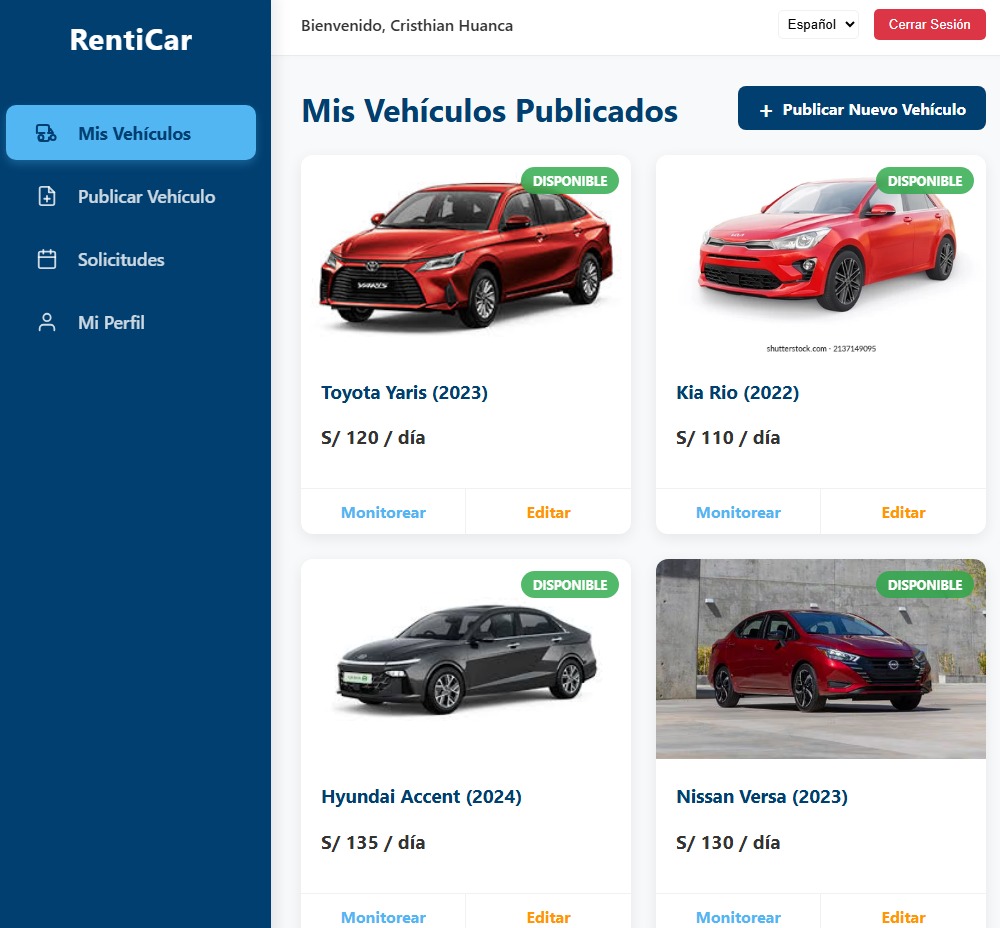 RentiCar
Bienvenido, Cristhian Huanca
Español
Cerrar Sesión
Mis Vehículos
Publicar Vehículo
Solicitudes
Mi Perfil
Mis Vehículos Publicados
+ Publicar Nuevo Vehículo
DISPONIBLE
YARIS
Toyota Yaris (2023)
S/ 120 / día
Monitorear
Editar
DISPONIBLE
shutterstock.com · 2137149095
Kia Rio (2022)
S/ 110 / día
Monitorear
Editar
DISPONIBLE
Hyundai Accent (2024)
S/ 135 / día
Monitorear
Editar
DISPONIBLE
Nissan Versa (2023)
S/ 130 / día
Monitorear
Editar